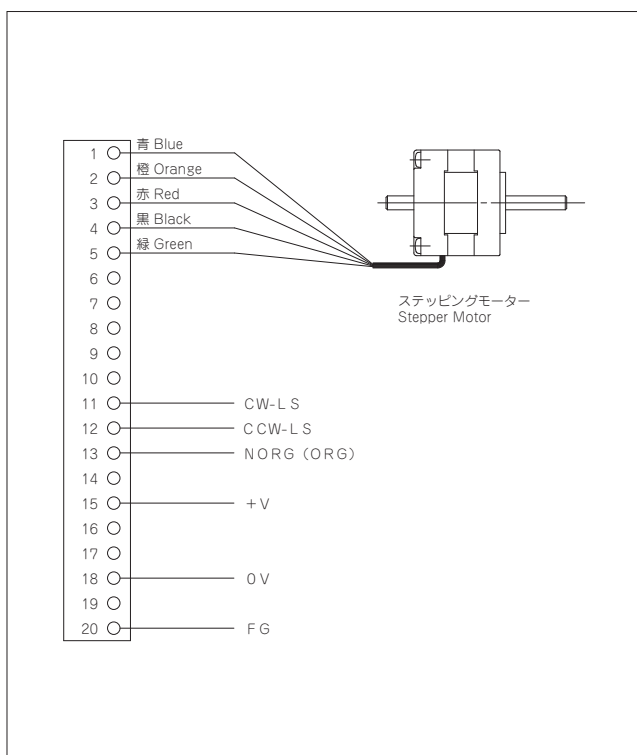 1 青 Blue
2 橙 Orange
3 赤 Red
4 黒 Black
5 緑 Green
6
7
8
9
10
11 CW-LS
12 CCW-LS
13 NORG (ORG)
14
15 +V
16
17
18 0V
19
20 FG
ステッピングモーター
Stepper Motor